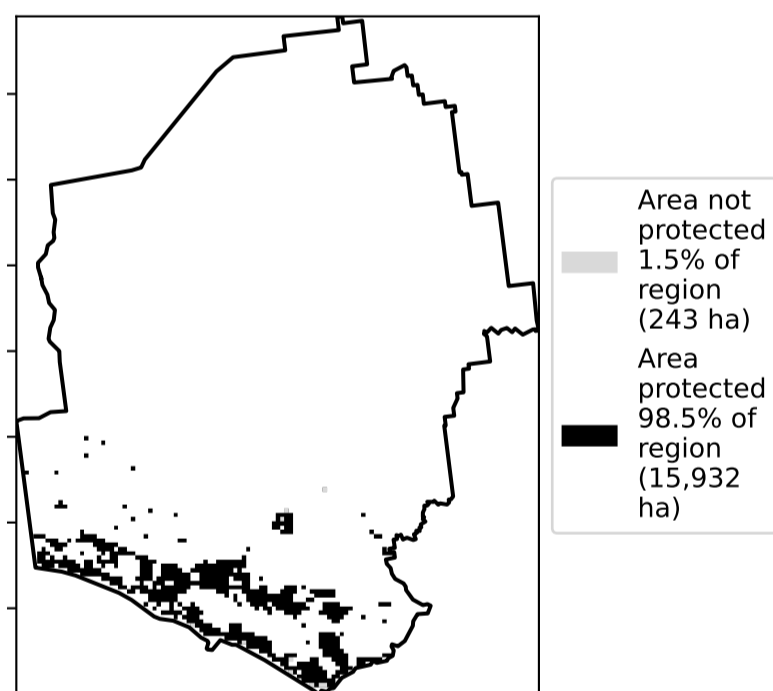 Area not
protected
1.5% of
region
(243 ha)
Area
protected
98.5% of
region
(15,932
ha)